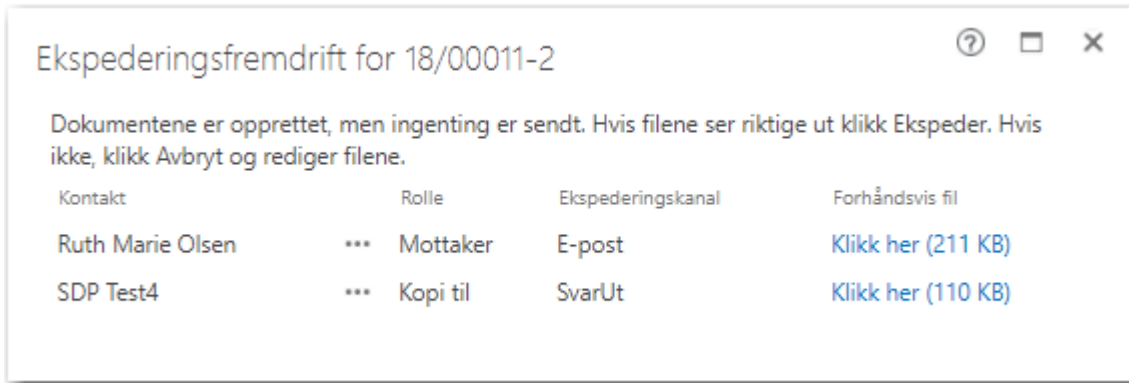 Ekspederingsfremdrift for 18/00011-2
Dokumentene er opprettet, men ingenting er sendt. Hvis filene ser riktige ut klikk Ekspeder. Hvis
ikke, klikk Avbryt og rediger filene.
Kontakt Rolle Ekspederingskanal Forhåndsvis fil
Ruth Marie Olsen ••• Mottaker E-post Klikk her (211 KB)
SDP Test4 ••• Kopi til SvarUt Klikk her (110 KB)